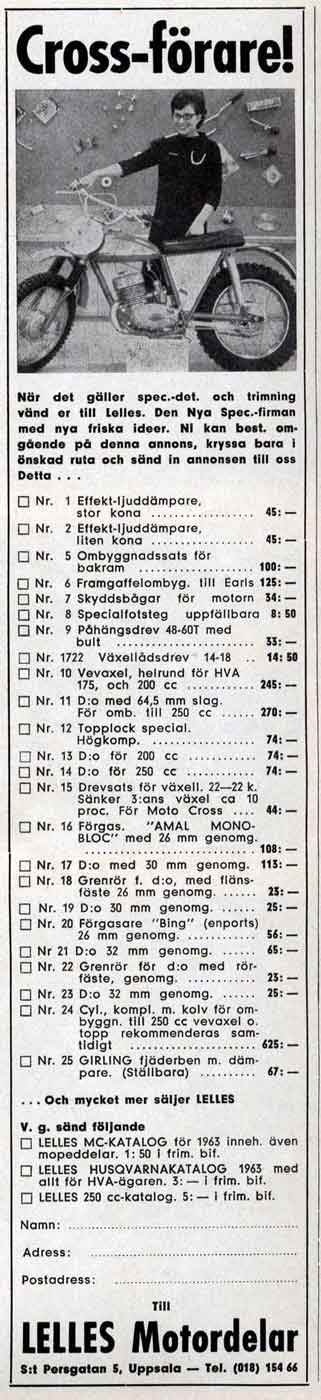 Cross-förare!
När det gäller spec.-det. och trimning
vänd er till Lelles. Den Nya Spec.-firman
med nya friska ideer. Ni kan best. om-
gående på denna annons, kryssa bara i
önskad ruta och sänd in annonsen till oss
Detta . . .
Nr. 1 Effekt-ljuddämpare,
stor kona .................. 45: —
Nr. 2 Effekt-ljuddämpare,
liten kona .................. 45: —
Nr. 5 Ombyggnadssats för
bakram .................. 100: —
Nr. 6 Framgaffelombyg. till Earls 125: —
Nr. 7 Skyddsbågar för motorn 34: —
Nr. 8 Specialfotsteg uppfällbara 8: 50
Nr. 9 Påhängsdrev 48-60T med
bult .................. 33: —
Nr. 1722 Växellådsdrev 14-18 .. 14: 50
Nr. 10 Vevaxel, helrund för HVA
175, och 200 cc ............ 245: —
Nr. 11 D:o med 64,5 mm slag.
För omb. till 250 cc ...... 270: —
Nr. 12 Topplock special.
Högkomp. .................. 74: —
Nr. 13 D:o för 200 cc ............ 74: —
Nr. 14 D:o för 250 cc ............ 74: —
Nr. 15 Drevsats för växell. 22—22 k.
Sänker 3:ans växel ca 10
proc. För Moto Cross .... 44: —
Nr. 16 Förgas. "AMAL MONO-
BLOC" med 26 mm genomg.
.............................. 108: —
Nr. 17 D:o med 30 mm genomg. 113: —
Nr. 18 Grenrör f. d:o, med fläns-
fäste 26 mm genomg. ...... 23: —
Nr. 19 D:o 30 mm genomg. ...... 25: —
Nr. 20 Förgasare "Bing" (enports)
26 mm genomg. ............ 56: —
Nr 21 D:o 32 mm genomg. ...... 65: —
Nr. 22 Grenrör för d:o med rör-
fäste, genomg. ............ 23: —
Nr. 23 D:o 32 mm genomg. ...... 25: —
Nr. 24 Cyl., kompl. m. kolv för om-
byggn. till 250 cc vevaxel o.
topp rekommenderas sam-
tidigt .................. 625: —
Nr. 25 GIRLING fjäderben m. däm-
pare. (Ställbara) .......... 67: —
. . . Och mycket mer säljer LELLES
V. g. sänd följande
LELLES MC-KATALOG för 1963 inneh. även
mopeddelar. 1: 50 i frim. bif.
LELLES HUSQVARNAKATALOG 1963 med
allt för HVA-ägaren. 3: — i frim. bif.
LELLES 250 cc-katalog. 5: — i frim. bif.
Namn: ..................................
Adress: ..................................
Postadress: ..................................
Till
LELLES Motordelar
S:t Persgatan 5, Uppsala — Tel. (018) 154 66